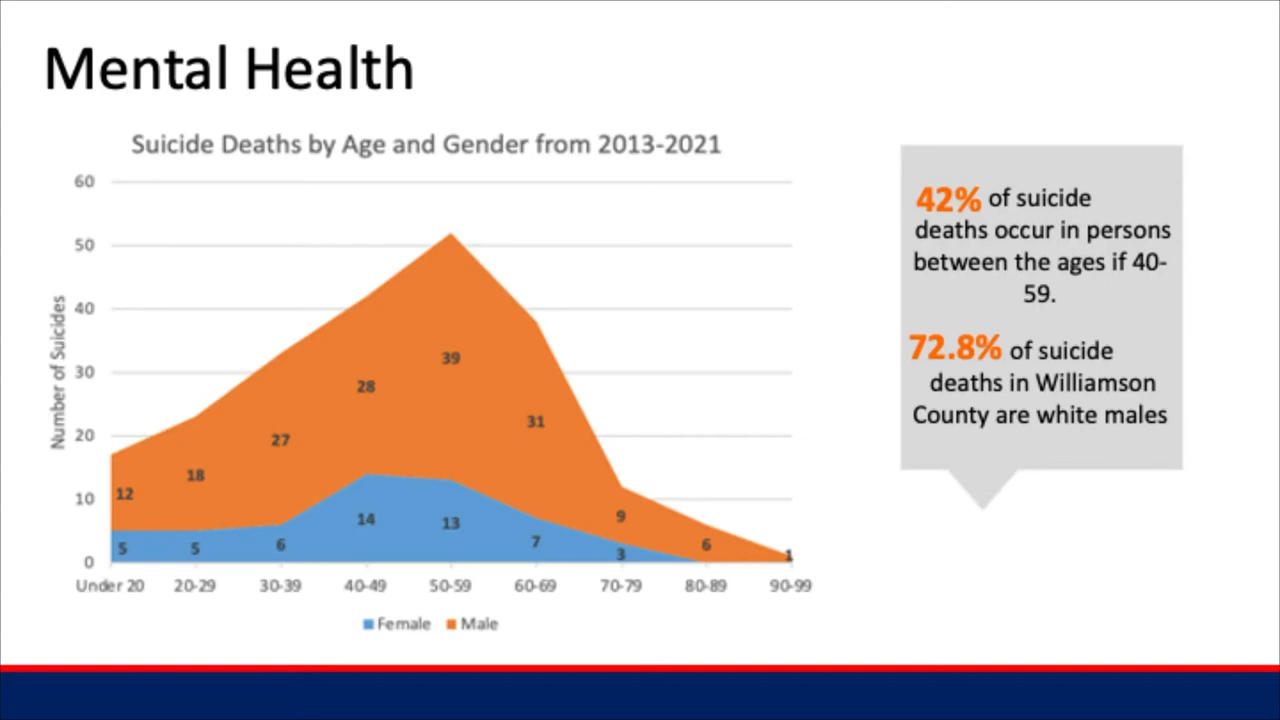 Mental Health
Suicide Deaths by Age and Gender from 2013-2021
60
50
40
30
20
10
0
Number of Suicides
12
18
27
28
39
31
9
6
1
5
5
6
14
13
7
3
Under 20
20-29
30-39
40-49
50-59
60-69
70-79
80-89
90-99
Female
Male
42% of suicide
deaths occur in persons
between the ages if 40-
59.
72.8% of suicide
deaths in Williamson
County are white males